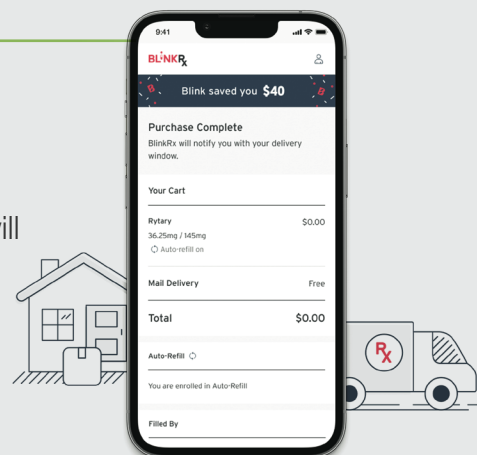 9:41
BLINKRx
Blink saved you $40
Purchase Complete
BlinkRx will notify you with your delivery
window.
Your Cart
Rytary $0.00
36.25mg / 145mg
Auto-refill on
Mail Delivery Free
Total $0.00
Auto-Refill
You are enrolled in Auto-Refill
Filled By
Rx